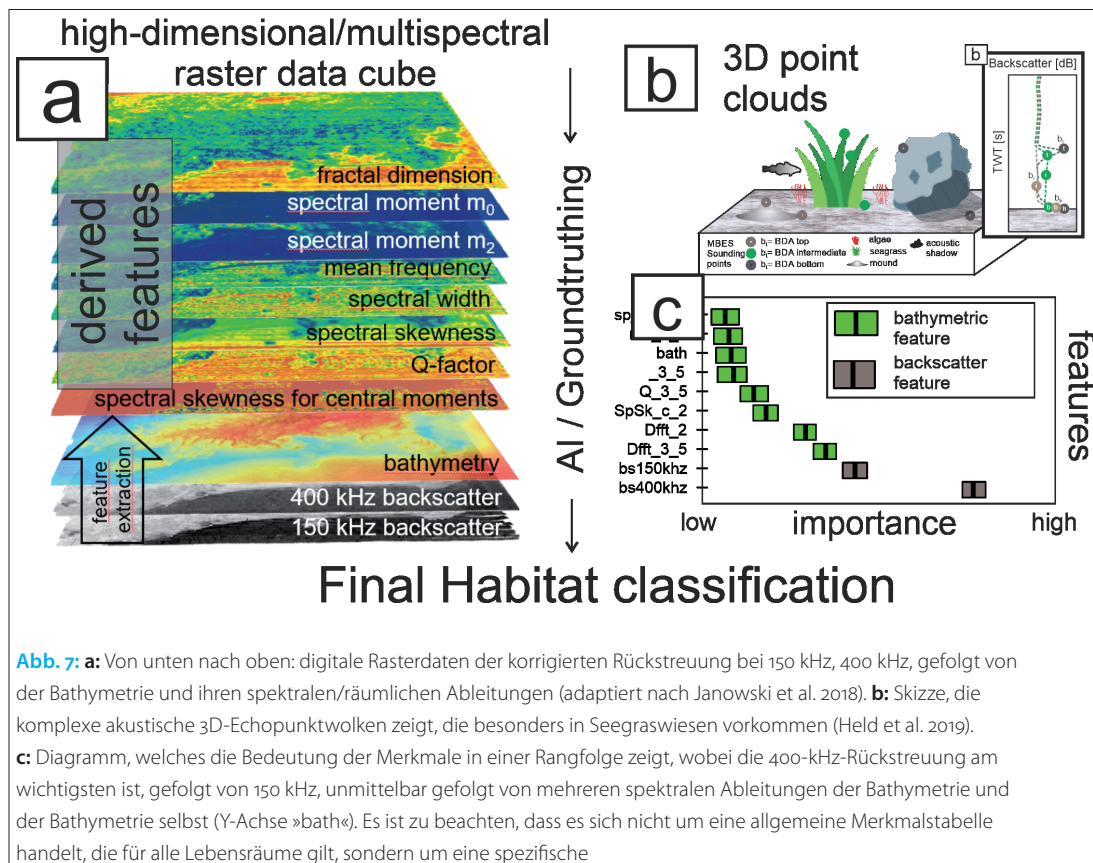 high-dimensional/multispectral
raster data cube
a
derived
features
fractal dimension
spectral moment m0
spectral moment m2
mean frequency
spectral width
spectral skewness
Q-factor
spectral skewness for central moments
bathymetry
400 kHz backscatter
150 kHz backscatter
feature
extraction
AI / Groundtruthing
b
3D point
clouds
b
Backscatter [dB]
TWT [s]
MBES
Sounding
points
bt= BDA top
bi= BDA intermediate
bt= BDA bottom
algae
seagrass
mound
acoustic
shadow
c
bath
_3_5
Q_3_5
SpSk_c_2
Dfft_2
Dfft_3_5
bs150khz
bs400khz
bathymetric
feature
backscatter
feature
features
low
importance
high
Final Habitat classification
Abb. 7: a: Von unten nach oben: digitale Rasterdaten der korrigierten Rückstreuung bei 150 kHz, 400 kHz, gefolgt von
der Bathymetrie und ihren spektralen/räumlichen Ableitungen (adaptiert nach Janowski et al. 2018). b: Skizze, die
komplexe akustische 3D-Echopunktwolken zeigt, die besonders in Seegraswiesen vorkommen (Held et al. 2019).
c: Diagramm, welches die Bedeutung der Merkmale in einer Rangfolge zeigt, wobei die 400-kHz-Rückstreuung am
wichtigsten ist, gefolgt von 150 kHz, unmittelbar gefolgt von mehreren spektralen Ableitungen der Bathymetrie und
der Bathymetrie selbst (Y-Achse »bath«). Es ist zu beachten, dass es sich nicht um eine allgemeine Merkmalstabelle
handelt, die für alle Lebensräume gilt, sondern um eine spezifische